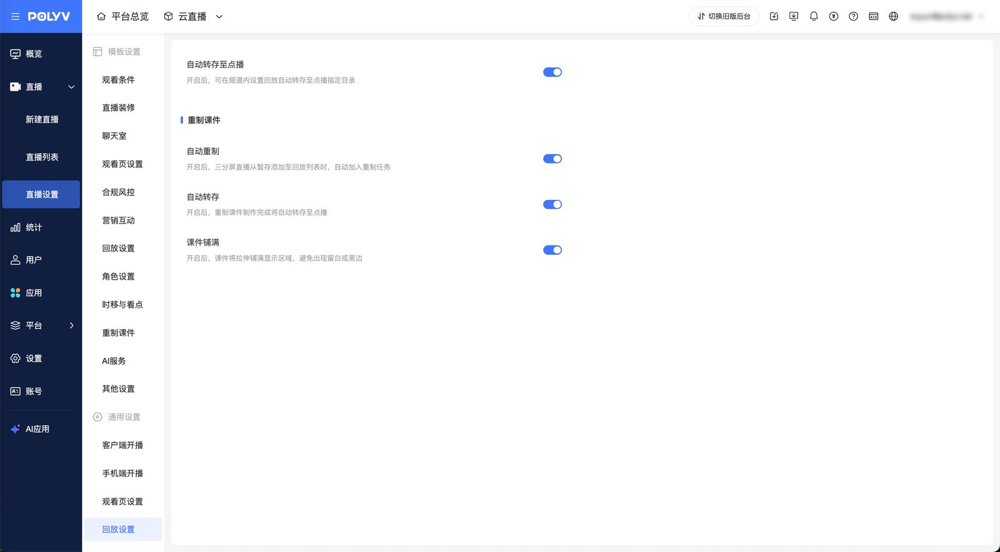 POLYV
平台总览
云直播
切换旧版后台
概览
直播
新建直播
直播列表
直播设置
统计
用户
应用
平台
设置
账号
AI应用
模板设置
观看条件
直播装修
聊天室
观看页设置
合规风控
营销互动
回放设置
角色设置
时移与看点
重制课件
AI服务
其他设置
通用设置
客户端开播
手机端开播
观看页设置
回放设置
自动转存至点播
开启后，可在频道内设置回放自动转存至点播指定目录
重制课件
自动重制
开启后，三分屏直播从暂存添加至回放列表时，自动加入重制任务
自动转存
开启后，重制课件制作完成将自动转存至点播
课件铺满
开启后，课件将拉伸铺满显示区域，避免出现留白或黑边